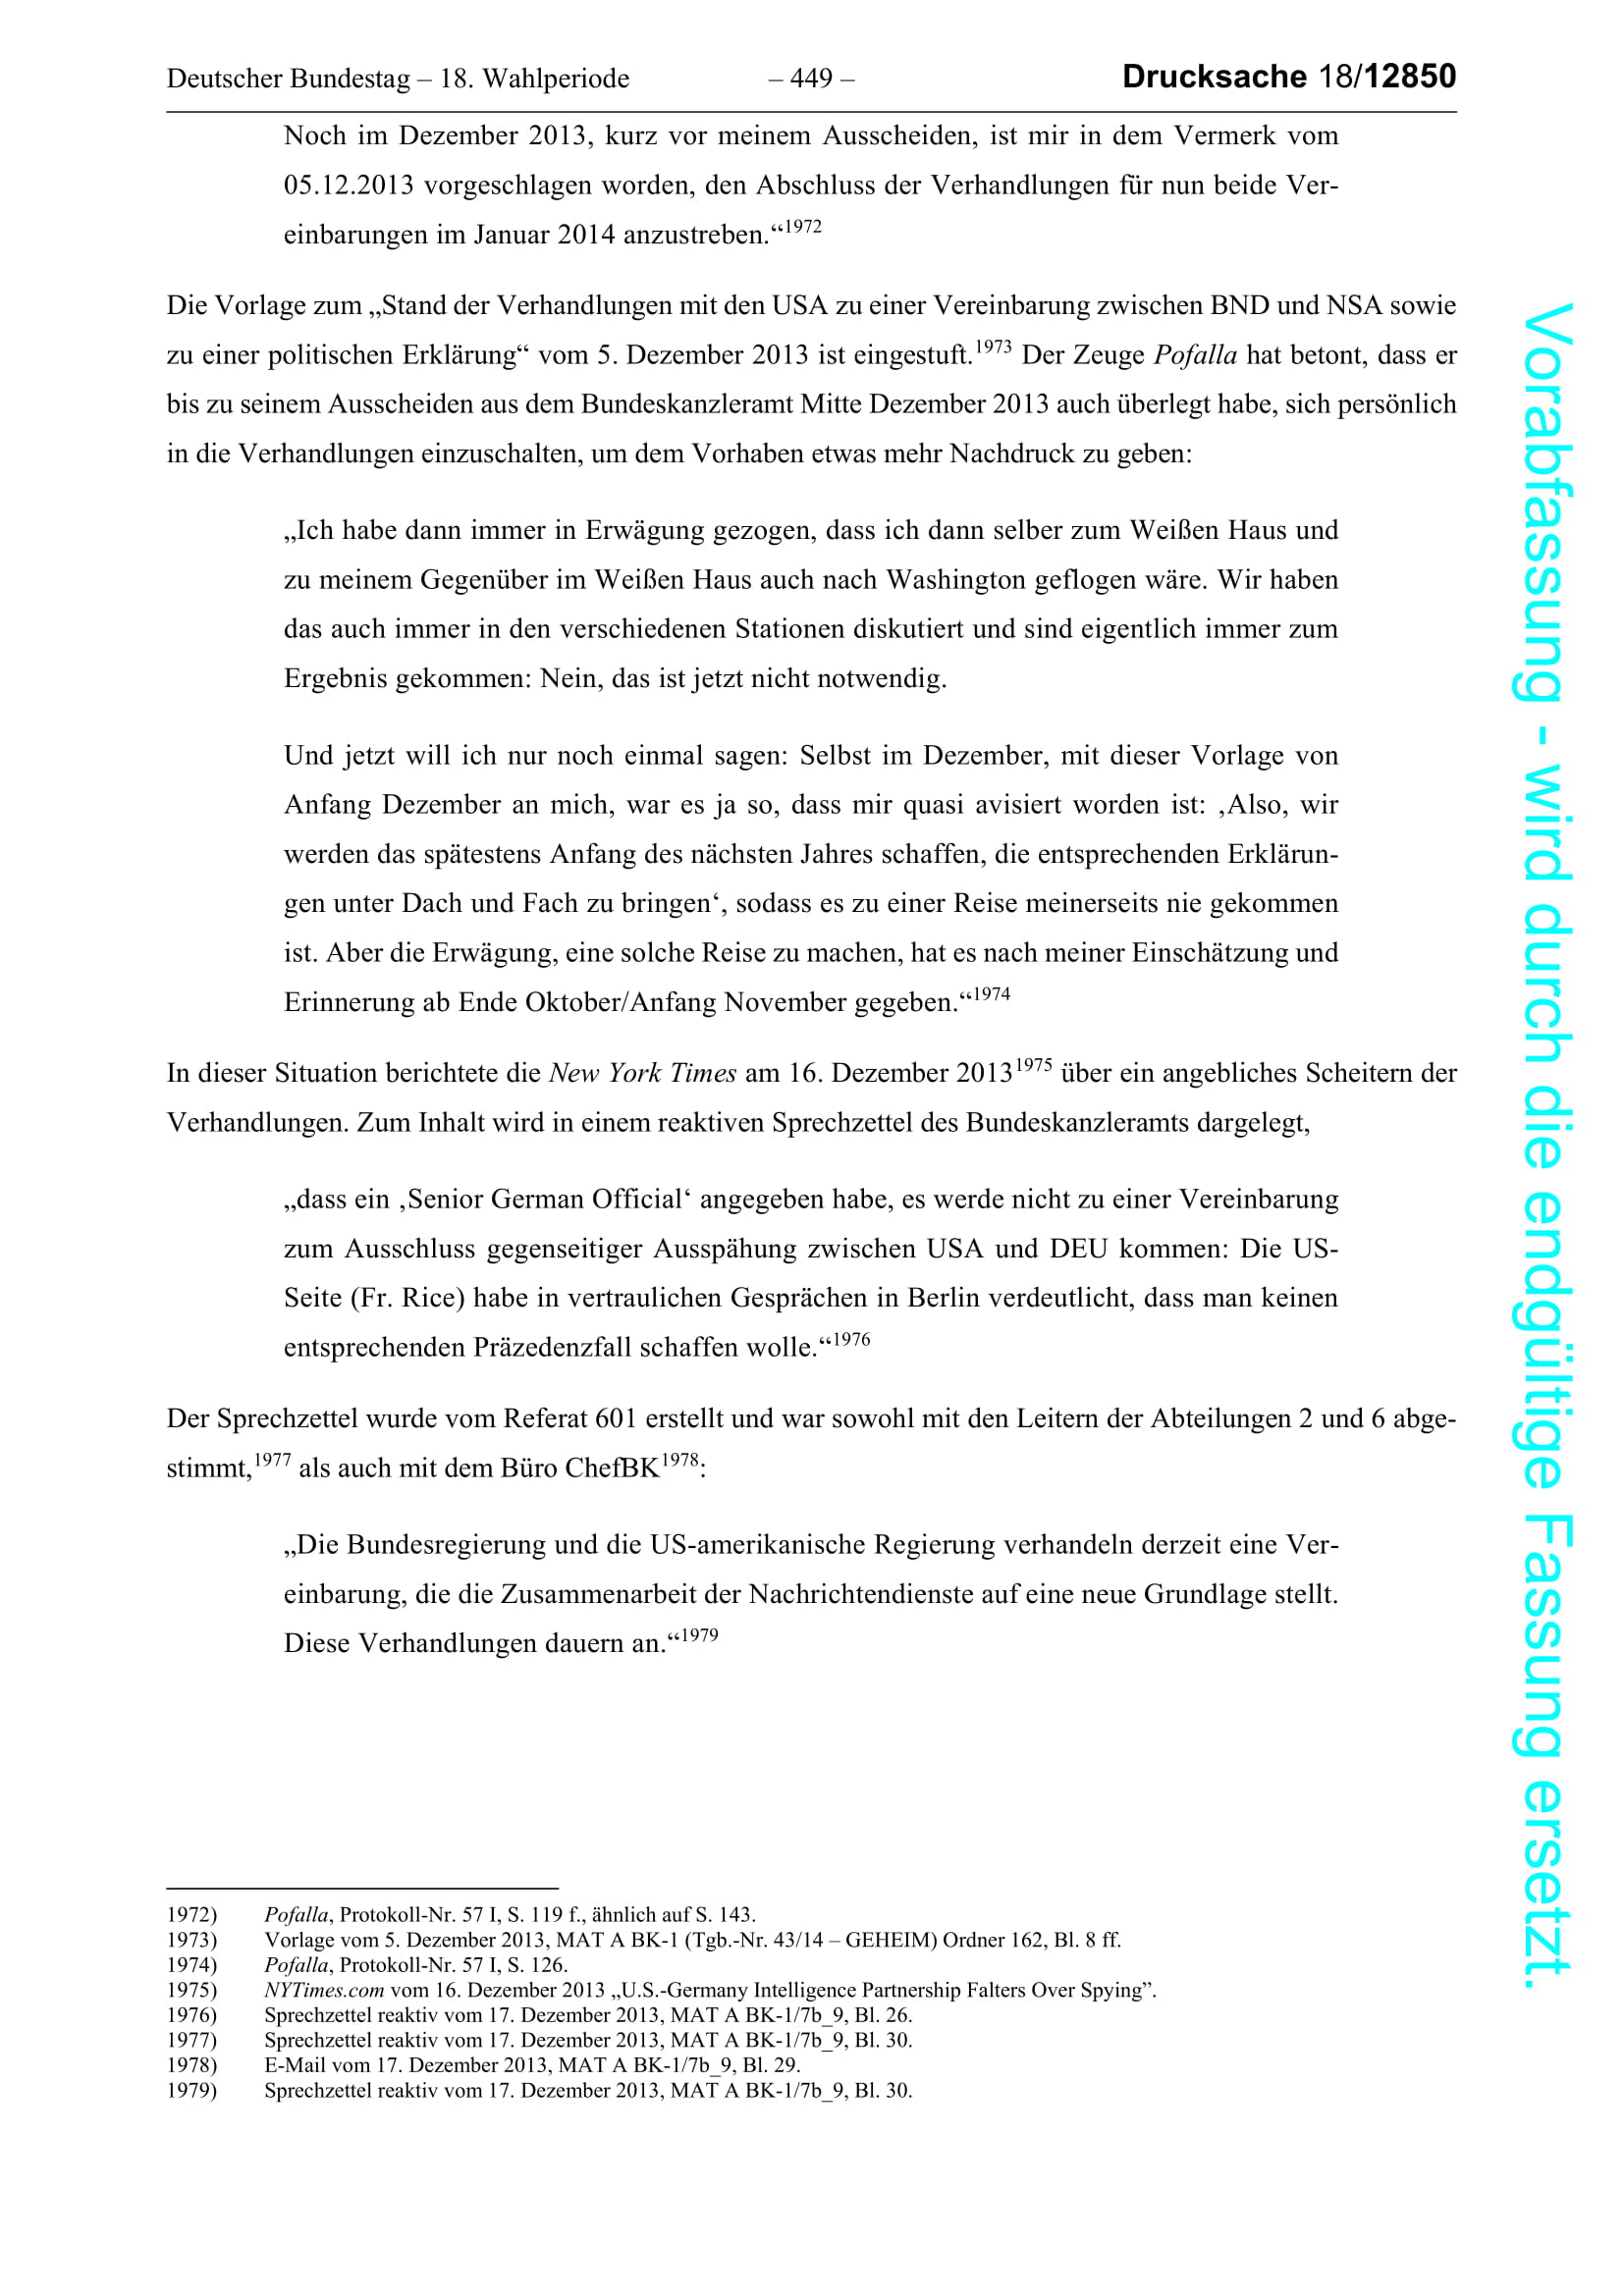 Deutscher Bundestag – 18. Wahlperiode – 449 – Drucksache 18/12850
Noch im Dezember 2013, kurz vor meinem Ausscheiden, ist mir in dem Vermerk vom
05.12.2013 vorgeschlagen worden, den Abschluss der Verhandlungen für nun beide Ver-
einbarungen im Januar 2014 anzustreben.“1972
Die Vorlage zum „Stand der Verhandlungen mit den USA zu einer Vereinbarung zwischen BND und NSA sowie
zu einer politischen Erklärung“ vom 5. Dezember 2013 ist eingestuft.1973 Der Zeuge Pofalla hat betont, dass er
bis zu seinem Ausscheiden aus dem Bundeskanzleramt Mitte Dezember 2013 auch überlegt habe, sich persönlich
in die Verhandlungen einzuschalten, um dem Vorhaben etwas mehr Nachdruck zu geben:
„Ich habe dann immer in Erwägung gezogen, dass ich dann selber zum Weißen Haus und
zu meinem Gegenüber im Weißen Haus auch nach Washington geflogen wäre. Wir haben
das auch immer in den verschiedenen Stationen diskutiert und sind eigentlich immer zum
Ergebnis gekommen: Nein, das ist jetzt nicht notwendig.
Und jetzt will ich nur noch einmal sagen: Selbst im Dezember, mit dieser Vorlage von
Anfang Dezember an mich, war es ja so, dass mir quasi avisiert worden ist: ‚Also, wir
werden das spätestens Anfang des nächsten Jahres schaffen, die entsprechenden Erklärun-
gen unter Dach und Fach zu bringen‘, sodass es zu einer Reise meinerseits nie gekommen
ist. Aber die Erwägung, eine solche Reise zu machen, hat es nach meiner Einschätzung und
Erinnerung ab Ende Oktober/Anfang November gegeben.“1974
In dieser Situation berichtete die New York Times am 16. Dezember 20131975 über ein angebliches Scheitern der
Verhandlungen. Zum Inhalt wird in einem reaktiven Sprechzettel des Bundeskanzleramts dargelegt,
„dass ein ‚Senior German Official‘ angegeben habe, es werde nicht zu einer Vereinbarung
zum Ausschluss gegenseitiger Ausspähung zwischen USA und DEU kommen: Die US-
Seite (Fr. Rice) habe in vertraulichen Gesprächen in Berlin verdeutlicht, dass man keinen
entsprechenden Präzedenzfall schaffen wolle.“1976
Der Sprechzettel wurde vom Referat 601 erstellt und war sowohl mit den Leitern der Abteilungen 2 und 6 abge-
stimmt,1977 als auch mit dem Büro ChefBK1978:
„Die Bundesregierung und die US-amerikanische Regierung verhandeln derzeit eine Ver-
einbarung, die die Zusammenarbeit der Nachrichtendienste auf eine neue Grundlage stellt.
Diese Verhandlungen dauern an.“1979
1972) Pofalla, Protokoll-Nr. 57 I, S. 119 f., ähnlich auf S. 143.
1973) Vorlage vom 5. Dezember 2013, MAT A BK-1 (Tgb.-Nr. 43/14 – GEHEIM) Ordner 162, Bl. 8 ff.
1974) Pofalla, Protokoll-Nr. 57 I, S. 126.
1975) NYTimes.com vom 16. Dezember 2013 „U.S.-Germany Intelligence Partnership Falters Over Spying”.
1976) Sprechzettel reaktiv vom 17. Dezember 2013, MAT A BK-1/7b_9, Bl. 26.
1977) Sprechzettel reaktiv vom 17. Dezember 2013, MAT A BK-1/7b_9, Bl. 30.
1978) E-Mail vom 17. Dezember 2013, MAT A BK-1/7b_9, Bl. 29.
1979) Sprechzettel reaktiv vom 17. Dezember 2013, MAT A BK-1/7b_9, Bl. 30.
Vorabfassung - wird durch die endgültige Fassung ersetzt.